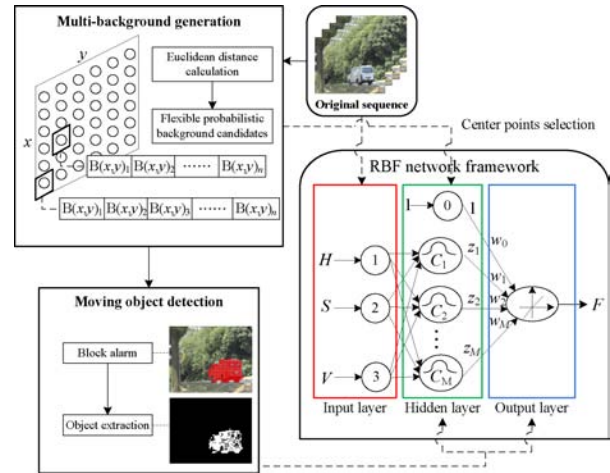 Multi-background generation
y
x
Euclidean distance
calculation
Flexible probabilistic
background candidates
B(x,y)1 B(x,y)2 ······ B(x,y)n
B(x,y)1 B(x,y)2 B(x,y)3 ······ B(x,y)n
Original sequence
Center points selection
Moving object detection
Block alarm
Object extraction
RBF network framework
1 0 1
H 1 C1 z1 w0
S 2 C2 z2 w1
w2
V 3 CM zM wM
F
Input layer Hidden layer Output layer